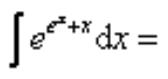 ∫ e^{e^x+x} dx =